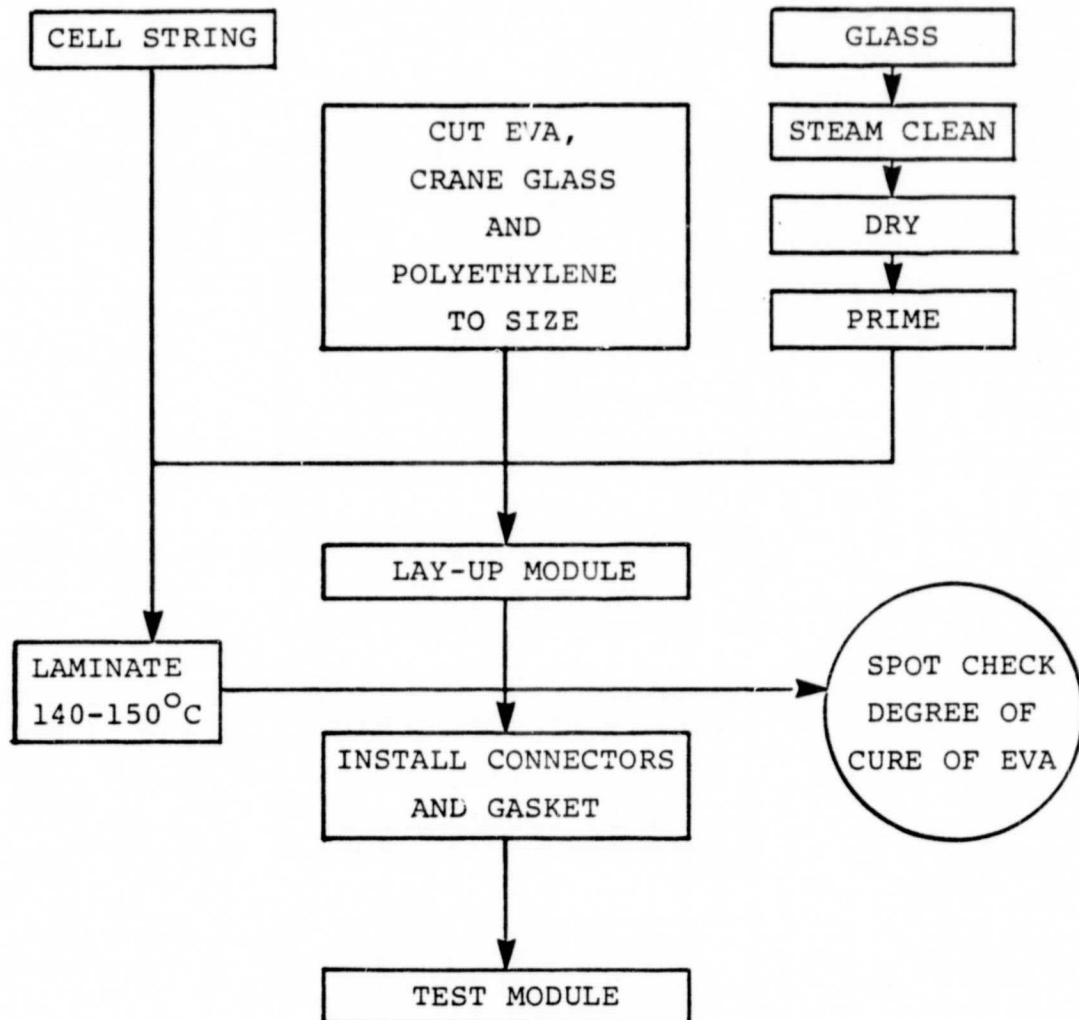 CELL STRING
GLASS
STEAM CLEAN
DRY
PRIME
CUT EVA,
CRANE GLASS
AND
POLYETHYLENE
TO SIZE
LAY-UP MODULE
LAMINATE
140-150°C
SPOT CHECK
DEGREE OF
CURE OF EVA
INSTALL CONNECTORS
AND GASKET
TEST MODULE